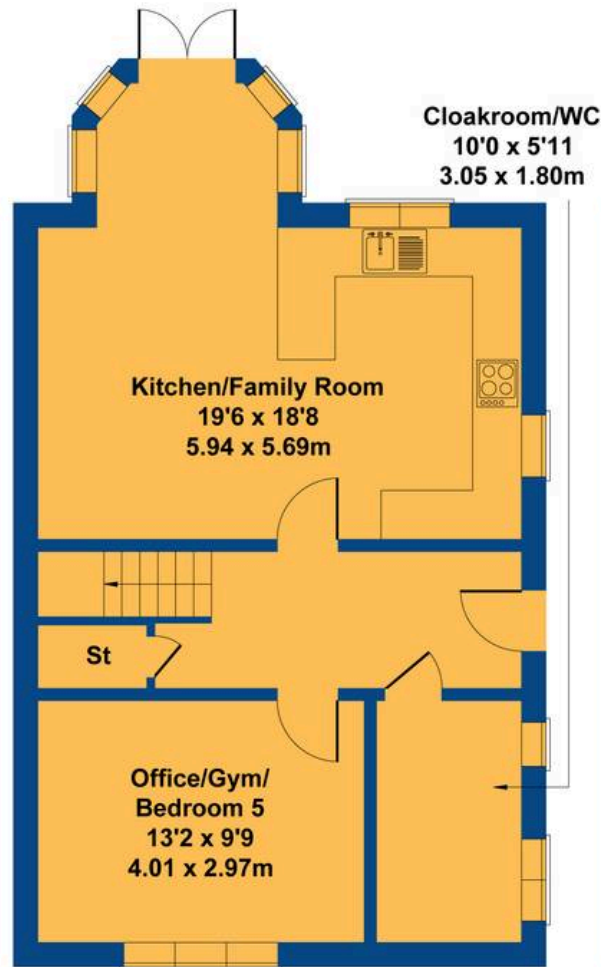 Cloakroom/WC
10'0 x 5'11
3.05 x 1.80m
Kitchen/Family Room
19'6 x 18'8
5.94 x 5.69m
St
Office/Gym/
Bedroom 5
13'2 x 9'9
4.01 x 2.97m